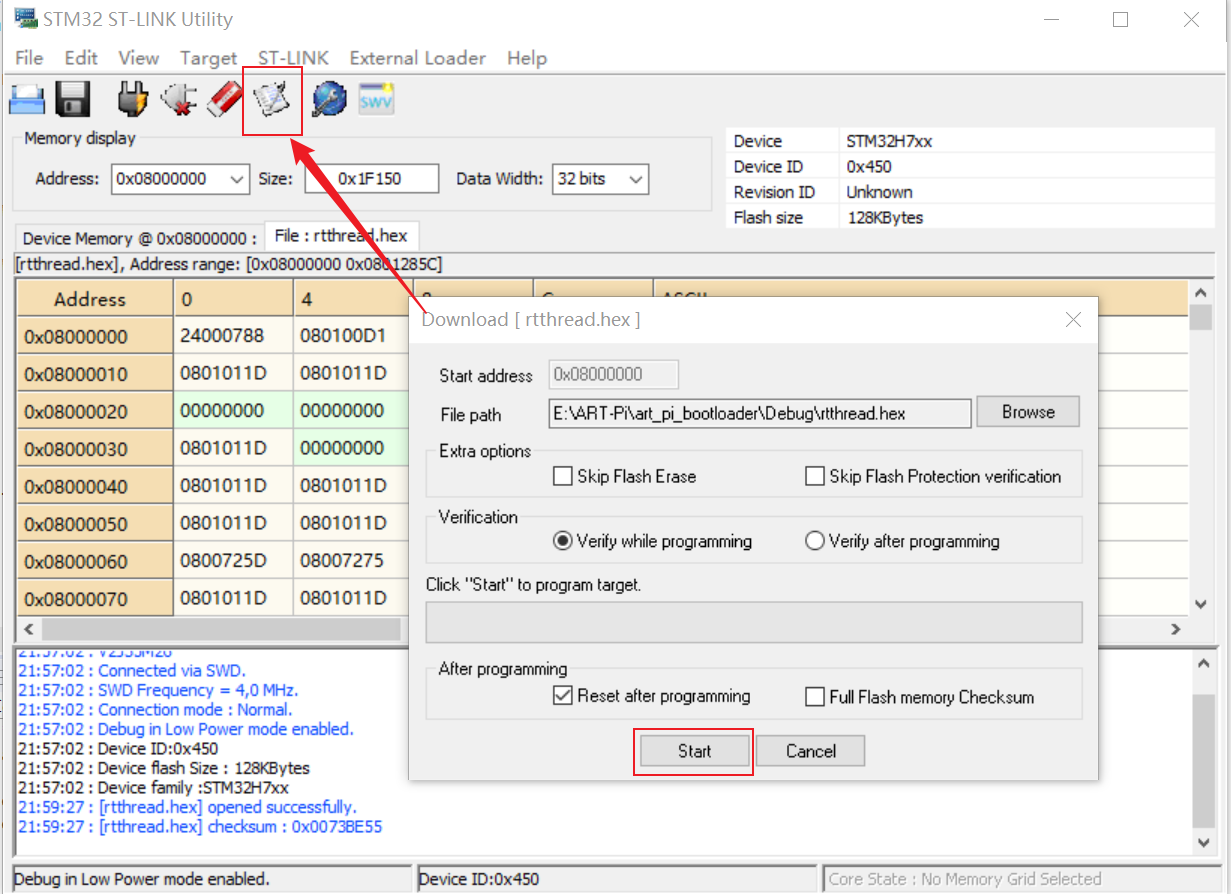 STM32 ST-LINK Utility
File Edit View Target ST-LINK External Loader Help
SWV
Memory display
Address: 0x08000000 Size: 0x1F150 Data Width: 32 bits
Device STM32H7xx
Device ID 0x450
Revision ID Unknown
Flash size 128KBytes
Device Memory @ 0x08000000 : File : rtthread.hex
[rtthread.hex], Address range: [0x08000000 0x0801285C]
Address 0 4 8 C ASCII
0x08000000 24000788 080100D1
0x08000010 0801011D 0801011D
0x08000020 00000000 00000000
0x08000030 0801011D 00000000
0x08000040 0801011D 0801011D
0x08000050 0801011D 0801011D
0x08000060 0800725D 08007275
0x08000070 0801011D 0801011D
Download [ rtthread.hex ]
Start address 0x08000000
File path E:\ART-Pi\art_pi_bootloader\Debug\rtthread.hex Browse
Extra options
Skip Flash Erase Skip Flash Protection verification
Verification
Verify while programming Verify after programming
Click "Start" to program target.
After programming
Reset after programming Full Flash memory Checksum
Start Cancel
21:57:02 : Connected via SWD.
21:57:02 : SWD Frequency = 4,0 MHz.
21:57:02 : Connection mode : Normal.
21:57:02 : Debug in Low Power mode enabled.
21:57:02 : Device ID:0x450
21:57:02 : Device flash Size : 128KBytes
21:57:02 : Device family :STM32H7xx
21:59:27 : [rtthread.hex] opened successfully.
21:59:27 : [rtthread.hex] checksum : 0x0073BE55
Debug in Low Power mode enabled. Device ID:0x450 Core State : No Memory Grid Selected